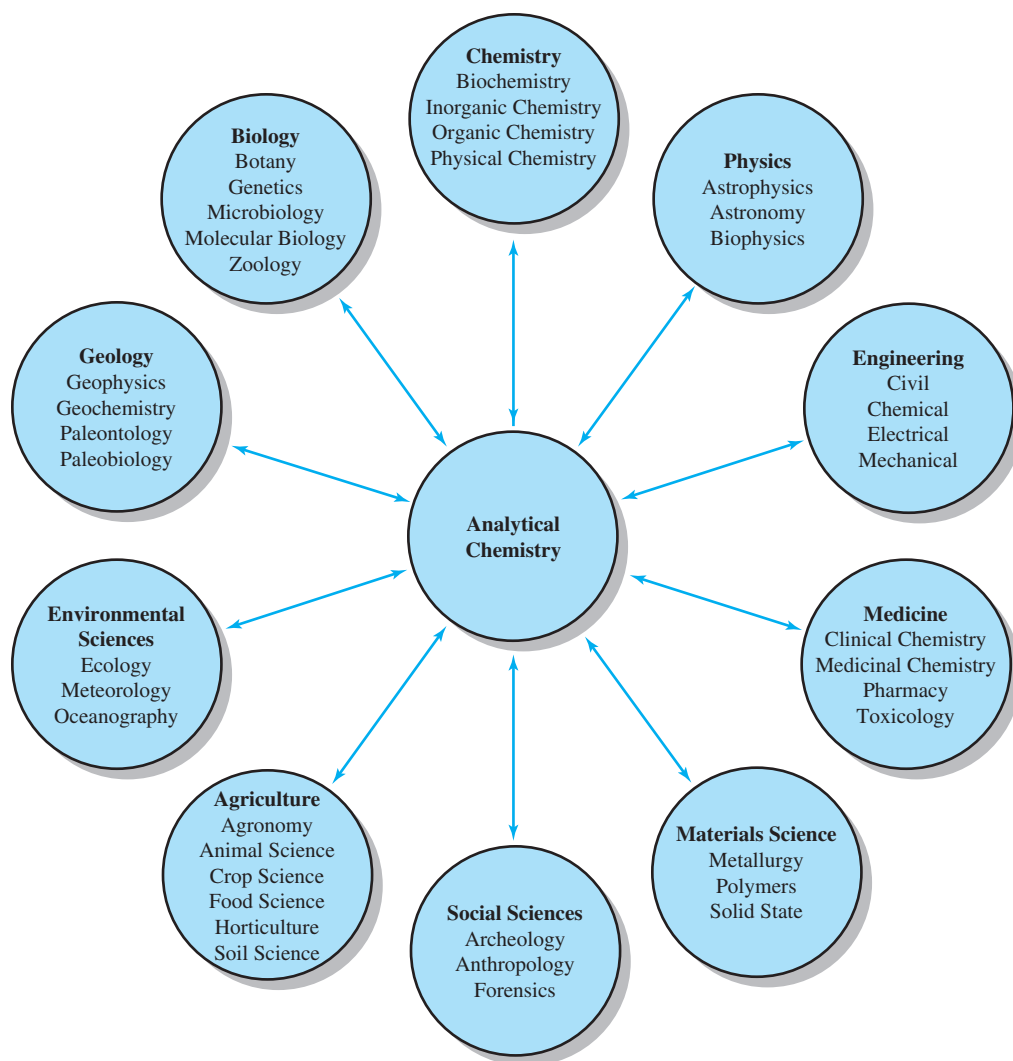 Chemistry
Biochemistry
Inorganic Chemistry
Organic Chemistry
Physical Chemistry
Biology
Botany
Genetics
Microbiology
Molecular Biology
Zoology
Physics
Astrophysics
Astronomy
Biophysics
Geology
Geophysics
Geochemistry
Paleontology
Paleobiology
Engineering
Civil
Chemical
Electrical
Mechanical
Analytical
Chemistry
Environmental
Sciences
Ecology
Meteorology
Oceanography
Medicine
Clinical Chemistry
Medicinal Chemistry
Pharmacy
Toxicology
Agriculture
Agronomy
Animal Science
Crop Science
Food Science
Horticulture
Soil Science
Social Sciences
Archeology
Anthropology
Forensics
Materials Science
Metallurgy
Polymers
Solid State